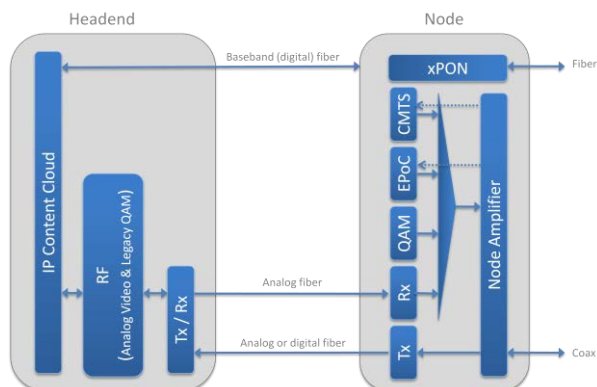 Headend
Node
Baseband (digital) fiber
xPON
Fiber
CMTS
EPoC
QAM
Rx
Tx
Node Amplifier
IP Content Cloud
RF
(Analog Video & Legacy QAM)
Tx / Rx
Analog fiber
Analog or digital fiber
Coax